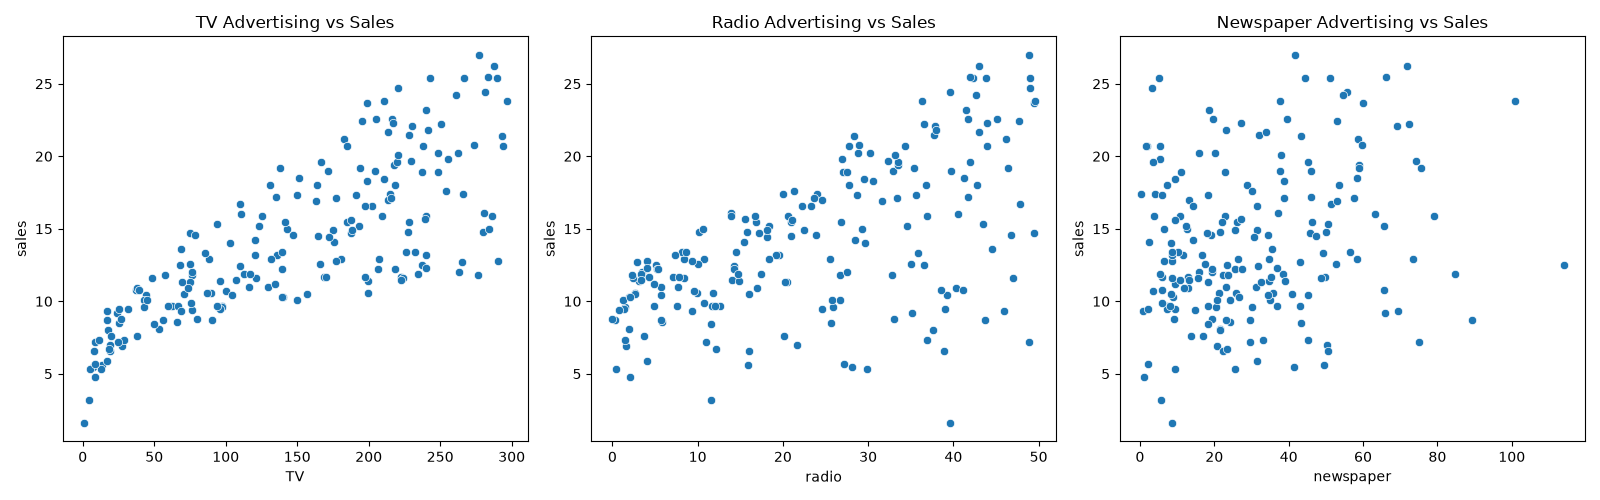 TV Advertising vs Sales
25
20
15
10
5
sales
0 50 100 150 200 250 300
TV
Radio Advertising vs Sales
25
20
15
10
5
sales
0 10 20 30 40 50
radio
Newspaper Advertising vs Sales
25
20
15
10
5
sales
0 20 40 60 80 100
newspaper